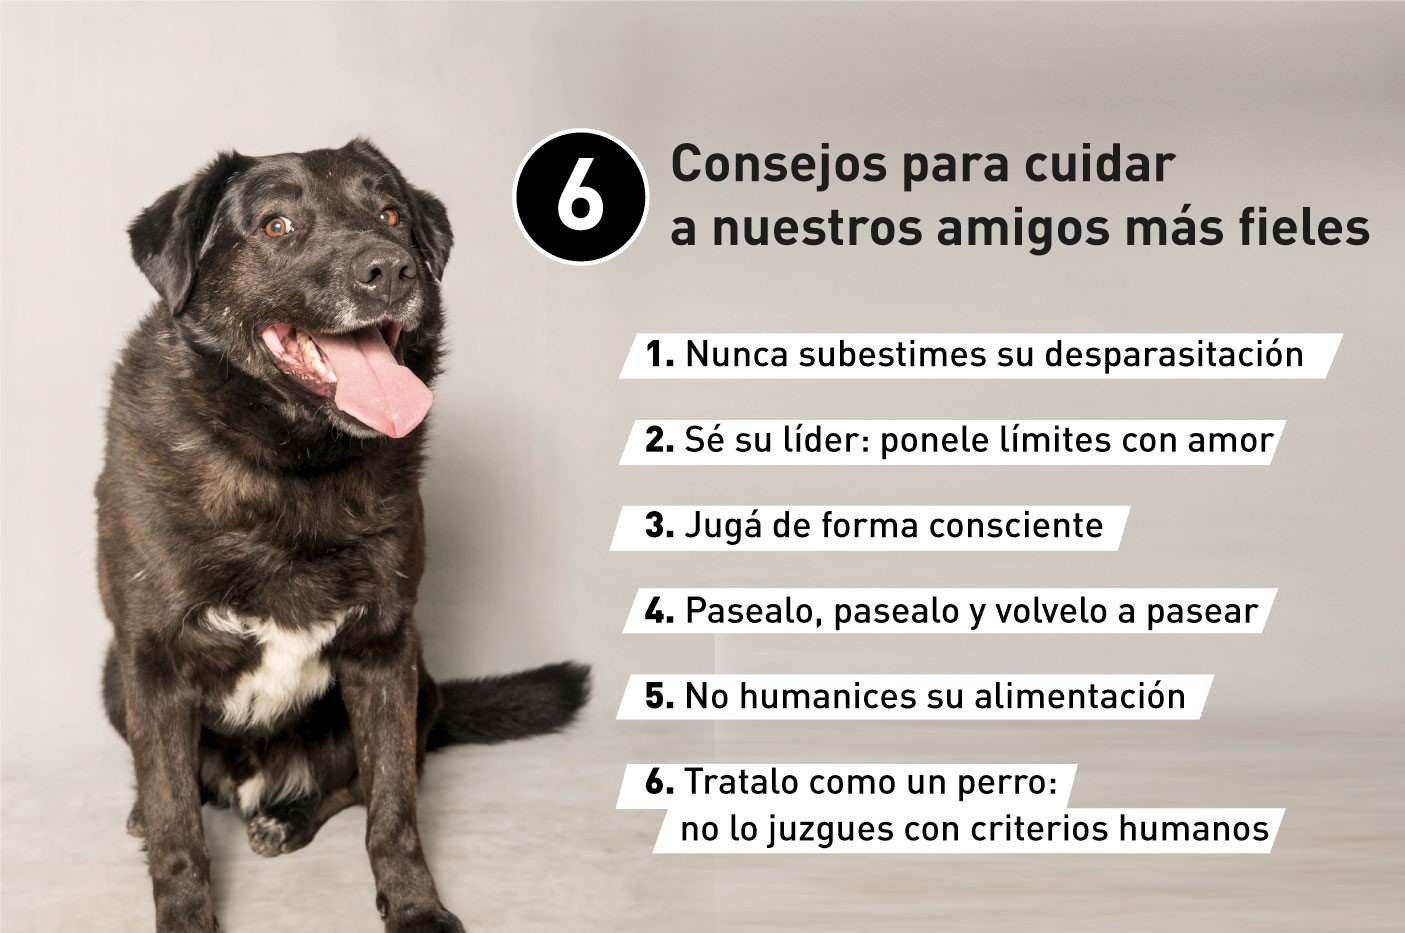 6
Consejos para cuidar
a nuestros amigos más fieles
1. Nunca subestimes su desparasitación
2. Sé su líder: ponele límites con amor
3. Jugá de forma consciente
4. Pasealo, pasealo y volvelo a pasear
5. No humanices su alimentación
6. Tratalo como un perro:
no lo juzgues con criterios humanos